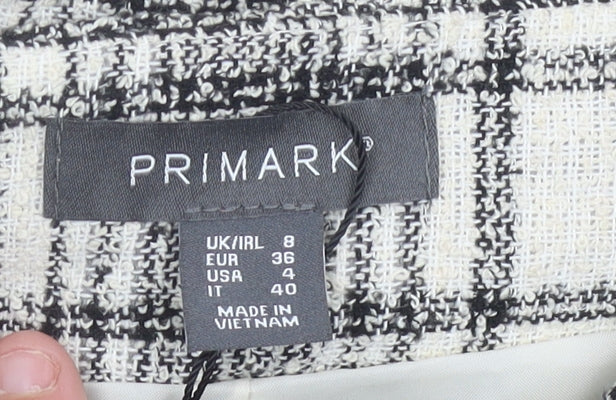 PRIMARK®
UK/IRL 8
EUR 36
USA 4
IT 40
MADE IN
VIETNAM